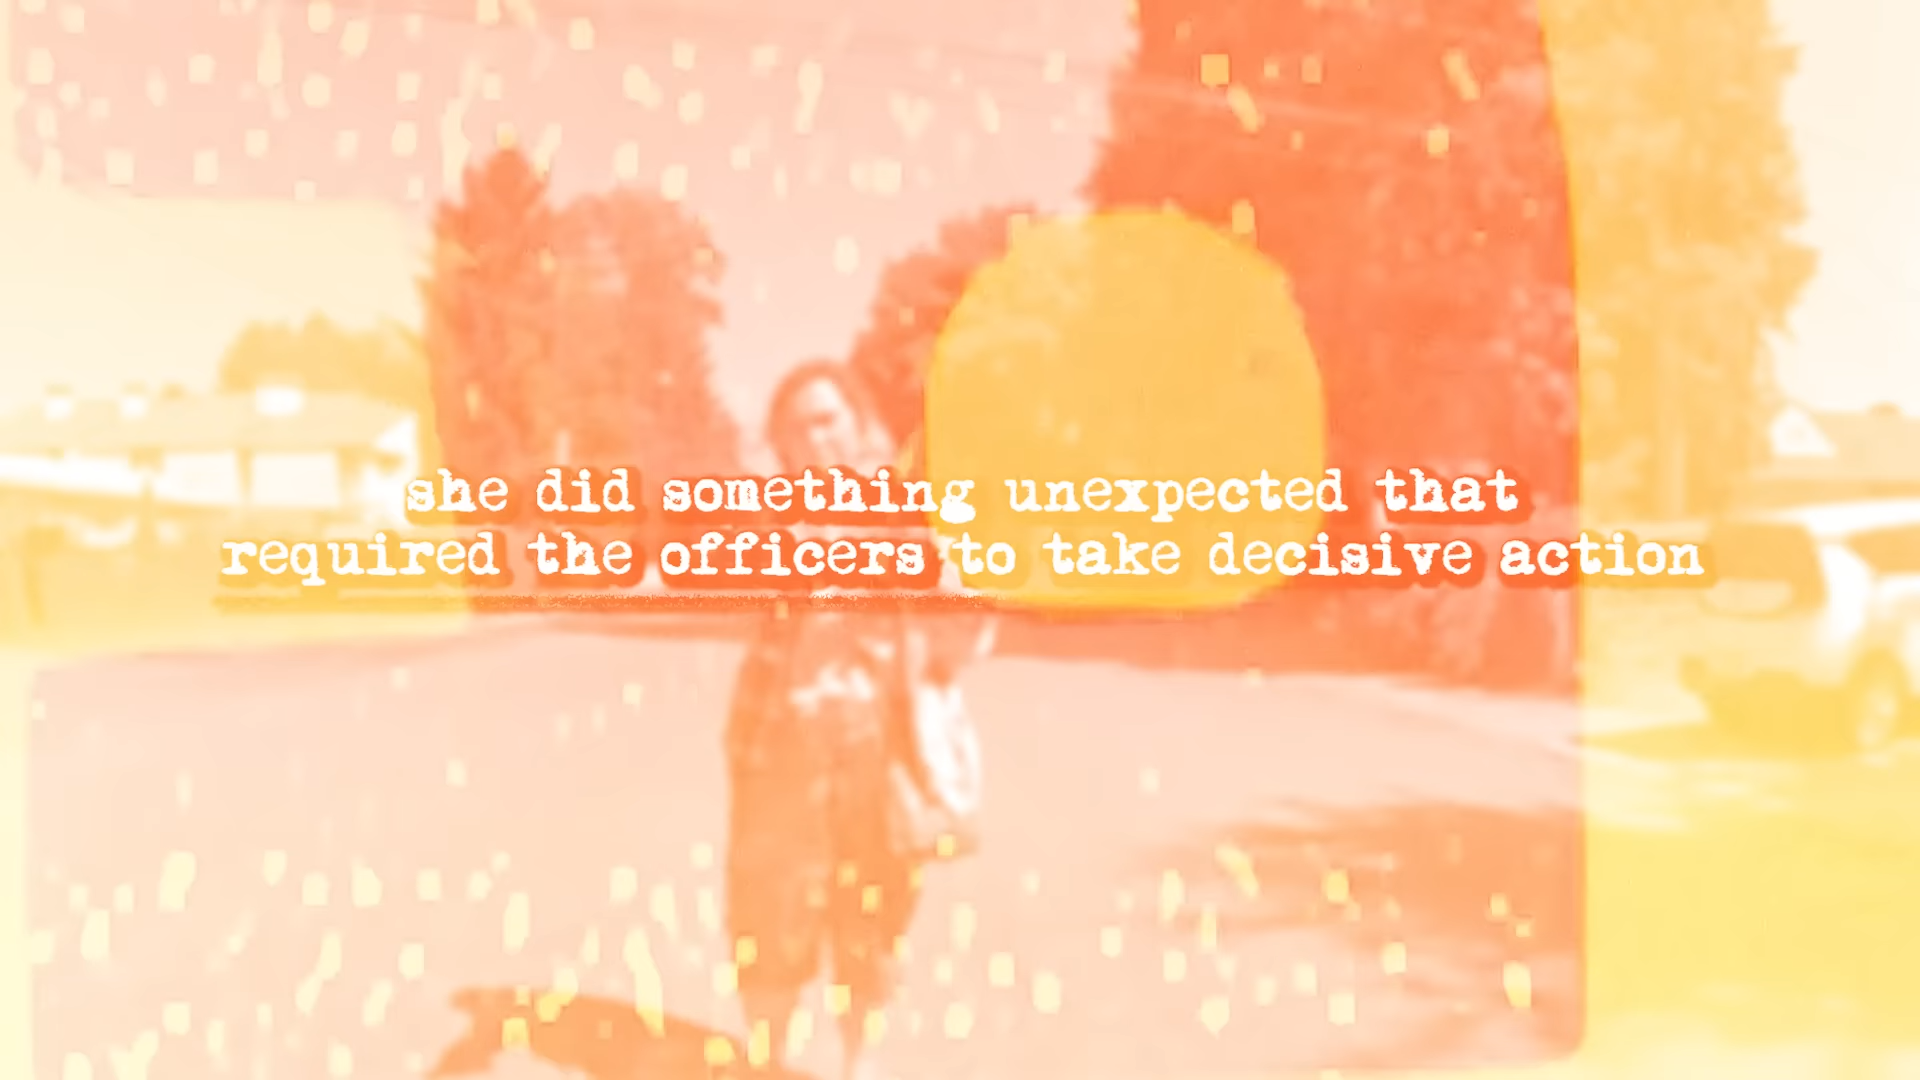 she did something unexpected that
required the officers to take decisive action